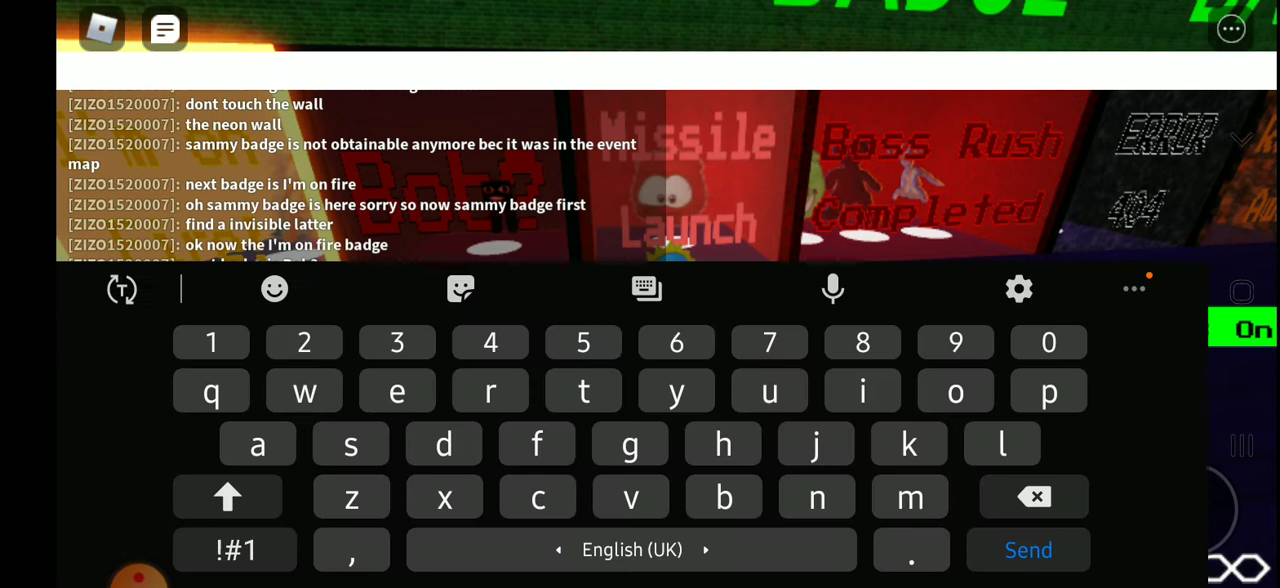 BADGE
[ZIZO1520007]: dont touch the wall
[ZIZO1520007]: the neon wall
[ZIZO1520007]: sammy badge is not obtainable anymore bec it was in the event
map
[ZIZO1520007]: next badge is I'm on fire
[ZIZO1520007]: oh sammy badge is here sorry so now sammy badge first
[ZIZO1520007]: find a invisible latter
[ZIZO1520007]: ok now the I'm on fire badge
Bob?
Missile
Launch
Boss Rush
Completed
ERROR
404
On
1 2 3 4 5 6 7 8 9 0
q w e r t y u i o p
a s d f g h j k l
z x c v b n m
!#1 , English (UK) . Send